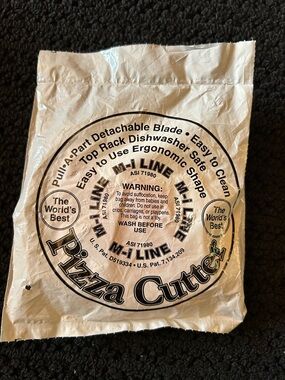 Pull•A•Part Detachable Blade • Easy to Clean
Top Rack Dishwasher Safe
Easy to Use Ergonomic Shape
M-i LINE
ASI 71980
M-i LINE
ASI 71980
M-i LINE
ASI 71980
WARNING:
To avoid suffocation, keep
bag away from babies and
children. Do not use in
cribs, carriages, or playpens.
This bag is not a toy.
WASH BEFORE
USE
The
World's
Best
The
World's
Best
ASI 71980
M-i LINE
U.S. Pat. D519334 • U.S. Pat. 7,134,209
Pizza Cutter